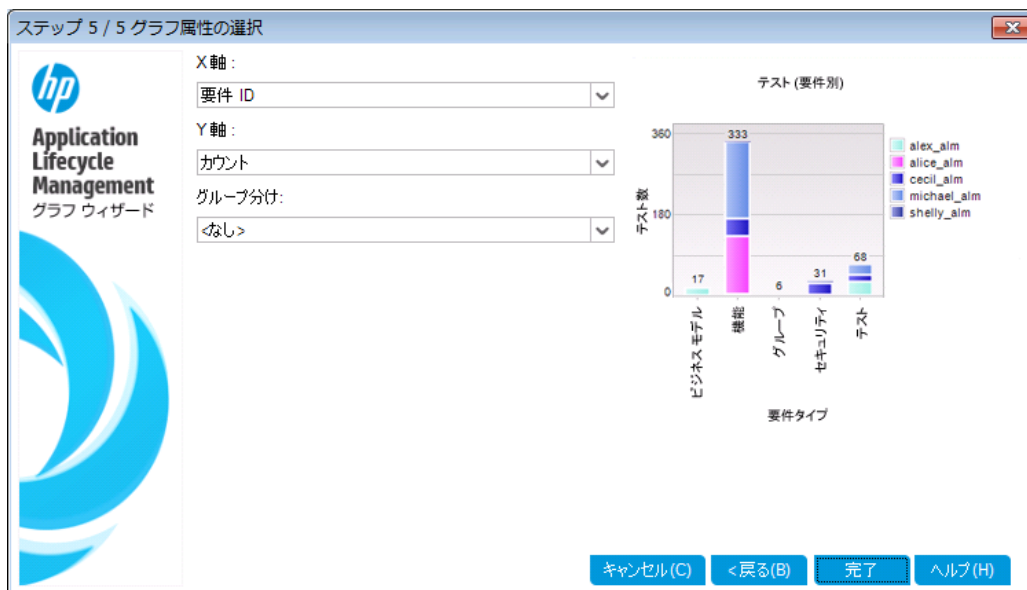 ステップ 5 / 5 グラフ属性の選択
hp
Application
Lifecycle
Management
グラフ ウィザード
X 軸 :
要件 ID
Y 軸 :
カウント
グループ分け:
<なし>
テスト (要件別)
テスト数
360
180
0
17
333
6
31
68
ビジネス モデル
機能
グループ
セキュリティ
テスト
要件タイプ
alex_alm
alice_alm
cecil_alm
michael_alm
shelly_alm
キャンセル(C)
<戻る(B)
完了
ヘルプ(H)